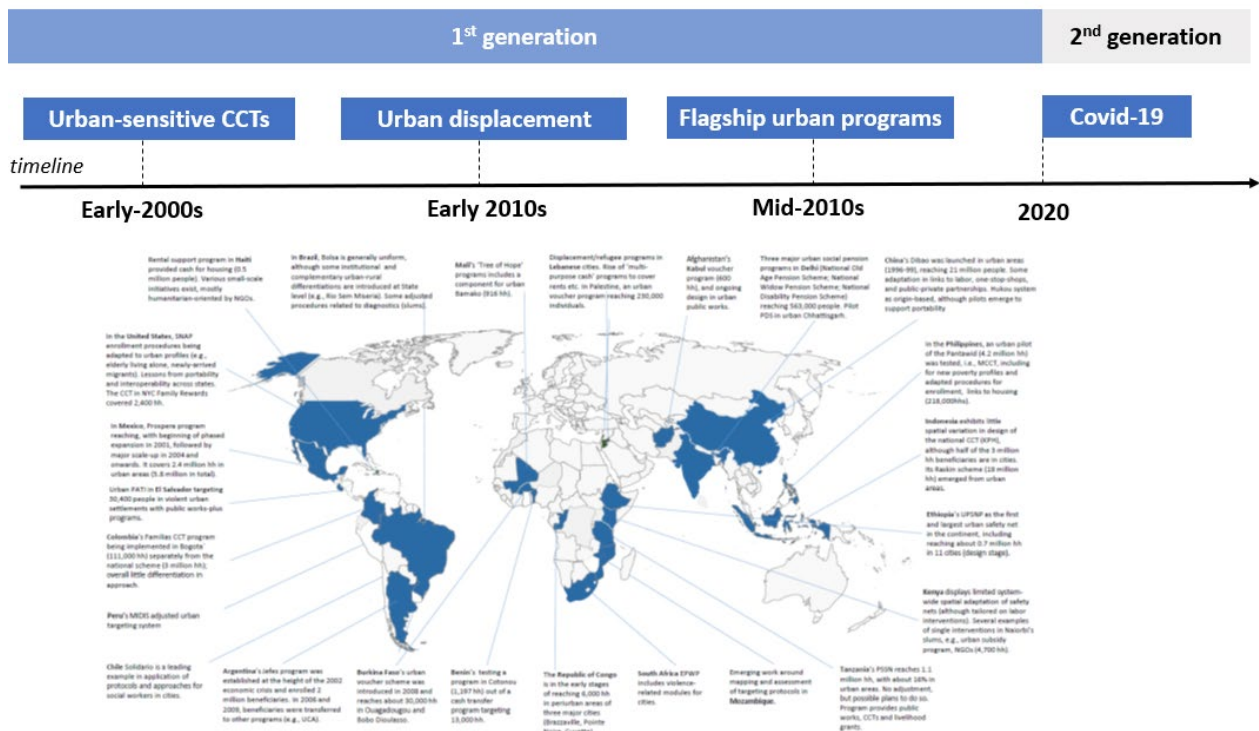 1st generation
2nd generation
Urban-sensitive CCTs
Urban displacement
Flagship urban programs
Covid-19
timeline
Early-2000s
Early 2010s
Mid-2010s
2020
Rental support program in Haiti
provided cash for housing (0.5
million people). Various small-scale
initiatives exist, mostly
humanitarian-oriented by NGOs.
In Brazil, Bolsa is generally uniform,
although some institutional and
complementary urban-rural
differentiations are introduced at State
level (e.g., Rio Sem Miseria). Some adjusted
procedures related to diagnostics (slums).
Mali's 'Tree of Hope'
programs includes a
component for urban
Bamako (916 hh).
Displacement/refugee programs in
Lebanese cities. Rise of 'multi-
purpose cash' programs to cover
rents etc. In Palestine, an urban
voucher program reaching 230,000
individuals.
Afghanistan's
Kabul voucher
program (600
hh), and ongoing
design in urban
public works.
Three major urban social pension
programs in Delhi (National Old
Age Pension Scheme; National
Widow Pension Scheme; National
Disability Pension Scheme)
reaching 563,000 people. Pilot
PDS in urban Chhattisgarh.
China's Dibao was launched in urban areas
(1996-99), reaching 21 million people. Some
adaptation in links to labor, one-stop-shops,
and public-private partnerships. Hukou system
as origin-based, although pilots emerge to
support portability
In the United States, SNAP
enrollment procedures being
adapted to urban profiles (e.g.,
elderly living alone, newly-arrived
migrants). Lessons from portability
and interoperability across states.
The CCT in NYC Family Rewards
covered 2,400 hh.
In the Philippines, an urban pilot
of the Pantawid (4.2 million hh)
was tested, i.e., MCCT, including
for new poverty profiles and
adapted procedures for
enrollment, links to housing
(218,000hhs).
In Mexico, Prospera program
reaching, with beginning of phased
expansion in 2001, followed by
major scale-up in 2004 and
onwards. It covers 2.4 million hh in
urban areas (5.8 million in total).
Indonesia exhibits little
spatial variation in design of
the national CCT (KPH),
although half of the 3 million
hh beneficiaries are in cities.
Its Raskin scheme (18 million
hh) emerged from urban
areas.
Urban PATI in El Salvador targeting
30,400 people in violent urban
settlements with public works-plus
programs.
Ethiopia's UPSNP as the first
and largest urban safety net
in the continent, including
reaching about 0.7 million hh
in 11 cities (design stage).
Colombia's Familias CCT program
being implemented in Bogota'
(111,000 hh) separately from the
national scheme (3 million hh);
overall little differentiation in
approach
Kenya displays limited system-
wide spatial adaptation of safety
nets (although tailored on labor
interventions). Several examples
of single interventions in Nairobi's
slums, e.g., urban subsidy
program, NGOs (4,700 hh).
Peru's MIDIS adjusted urban
targeting system
Chile Solidario is a leading
example in application of
protocols and approaches for
social workers in cities.
Argentina's Jefes program was
established at the height of the 2002
economic crisis and enrolled 2
million beneficiaries. In 2006 and
2009, beneficiaries were transferred
to other programs (e.g., UCA).
Burkina Faso's urban
voucher scheme was
introduced in 2008 and
reaches about 30,000 hh
in Ouagadougou and
Bobo Dioulasso.
Benin's testing a
program in Cotonou
(1,197 hh) out of a
cash transfer
program targeting
13,000 hh.
The Republic of Congo
is in the early stages
of reaching 6,000 hh
in periurban areas of
three major cities
(Brazzaville, Pointe
South Africa EPWP
includes violence-
related modules for
cities
Emerging work around
mapping and assessment
of targeting protocols in
Mozambique.
Tanzania's PSSN reaches 1.1
million hh, with about 16% in
urban areas. No adjustment,
but possible plans to do so.
Program provides public
works, CCTs and livelihood
grants.